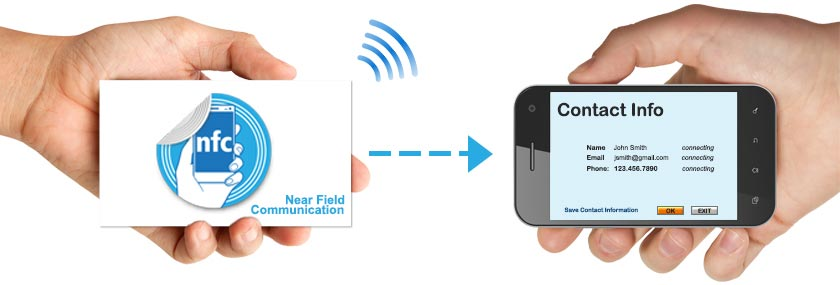 nfc
Near Field
Communication
Contact Info
Name John Smith connecting
Email jsmith@gmail.com connecting
Phone: 123.456.7890 connecting
Save Contact Information OK EXIT